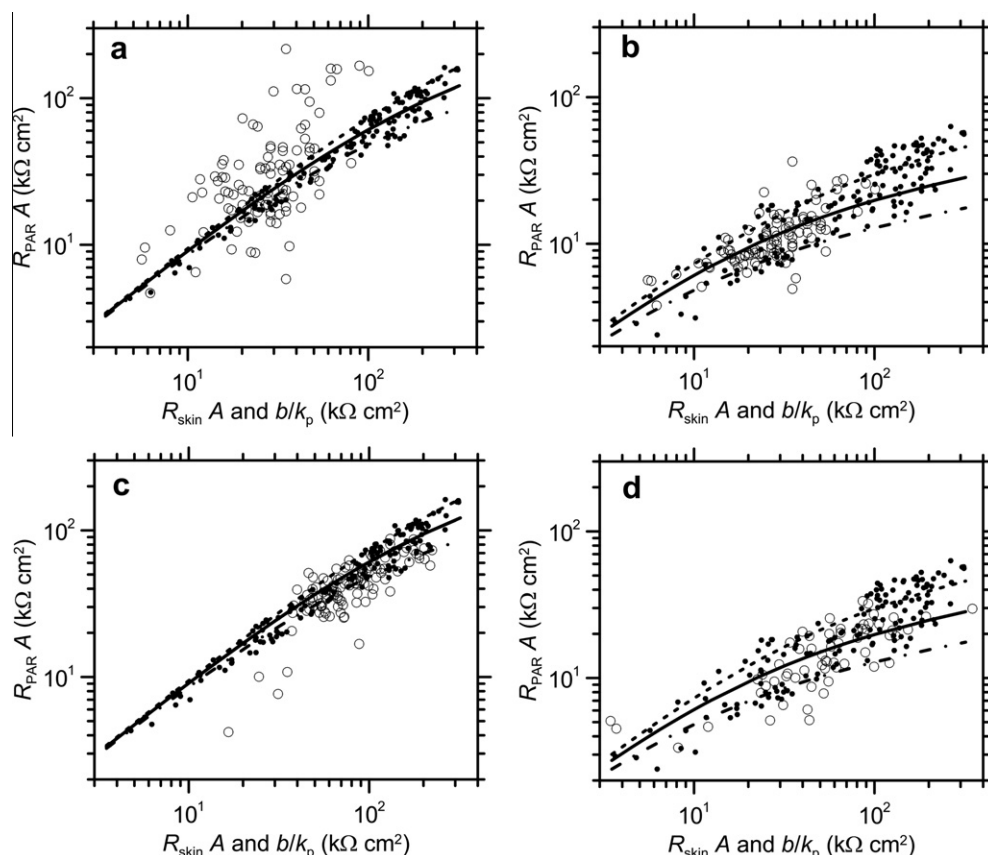 a
10²
10¹
R_PAR A (kΩ cm²)
10¹
10²
R_skin A and b/k_p (kΩ cm²)
b
10²
10¹
R_PAR A (kΩ cm²)
10¹
10²
R_skin A and b/k_p (kΩ cm²)
c
10²
10¹
R_PAR A (kΩ cm²)
10¹
10²
R_skin A and b/k_p (kΩ cm²)
d
10²
10¹
R_PAR A (kΩ cm²)
10¹
10²
R_skin A and b/k_p (kΩ cm²)